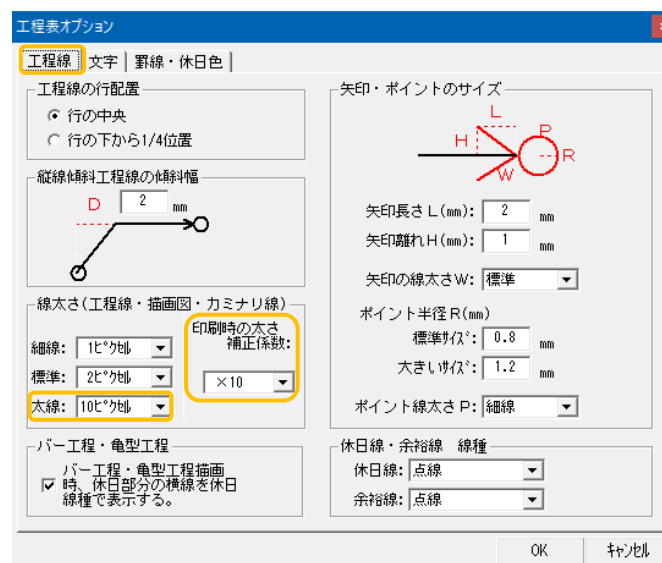 工程表オプション
工程線 文字 罫線・休日色
工程線の行配置
行の中央
行の下から1/4位置
縦線傾斜工程線の傾斜幅
D 2 mm
線太さ(工程線・描画図・カミナリ線)
細線: 1ピクセル
標準: 2ピクセル
太線: 10ピクセル
印刷時の太さ
補正係数:
×10
バー工程・亀型工程
バー工程・亀型工程描画
時、休日部分の横線を休日
線種で表示する。
矢印・ポイントのサイズ
L
H
P
R
W
矢印長さL(mm): 2 mm
矢印離れH(mm): 1 mm
矢印の線太さW: 標準
ポイント半径R(mm)
標準サイズ: 0.8 mm
大きいサイズ: 1.2 mm
ポイント線太さP: 細線
休日線・余裕線 線種
休日線: 点線
余裕線: 点線
OK キャンセル